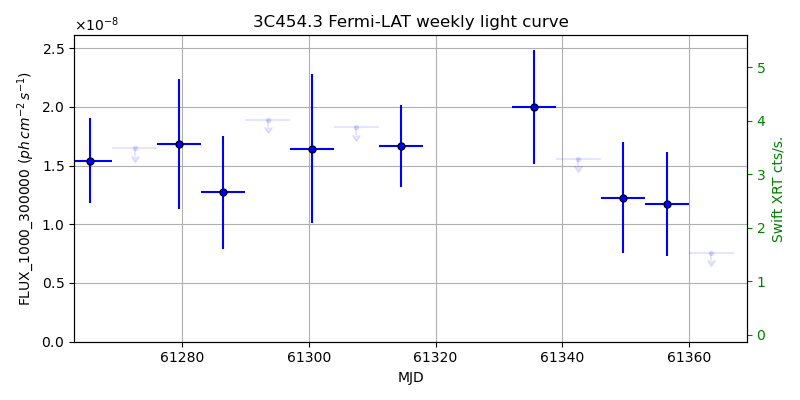 3C454.3 Fermi-LAT weekly light curve
×10⁻⁸
2.5
2.0
1.5
1.0
0.5
0.0
FLUX_1000_300000 (ph cm⁻² s⁻¹)
61280 61300 61320 61340 61360
MJD
5
4
3
2
1
0
Swift XRT cts/s.